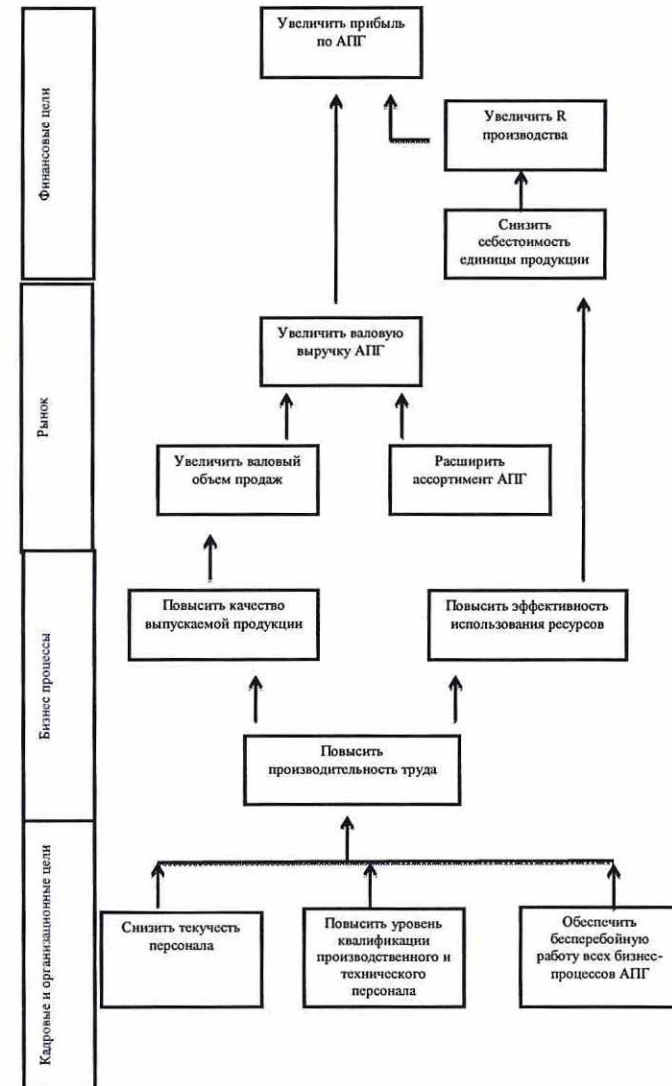 Финансовые цели
Увеличить прибыль
по АПГ
Увеличить R
производства
Снизить
себестоимость
единицы продукции
Рынок
Увеличить валовую
выручку АПГ
Увеличить валовый
объем продаж
Расширить
ассортимент АПГ
Бизнес процессы
Повысить качество
выпускаемой продукции
Повысить эффективность
использования ресурсов
Повысить
производительность труда
Кадровые и организационные цели
Снизить текучесть
персонала
Повысить уровень
квалификации
производственного и
технического
персонала
Обеспечить
бесперебойную
работу всех бизнес-
процессов АПГ